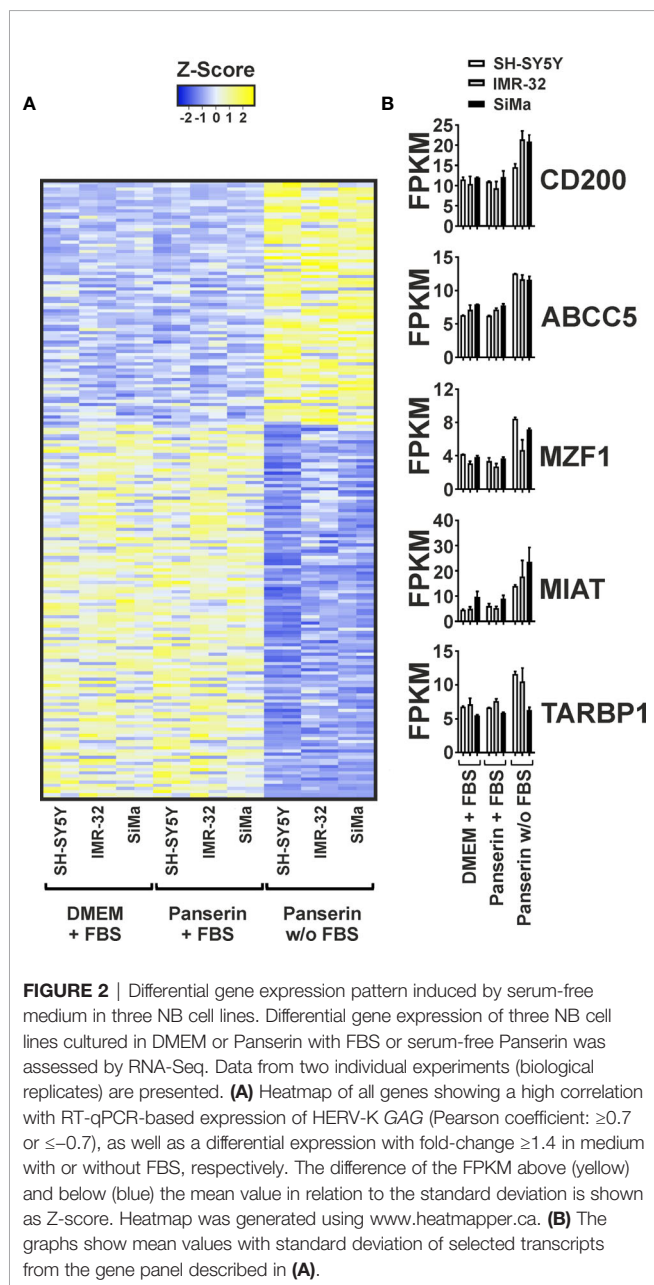 A
Z-Score
-2 -1 0 1 2
SH-SY5Y
IMR-32
SiMa
SH-SY5Y
IMR-32
SiMa
SH-SY5Y
IMR-32
SiMa
DMEM
+ FBS
Panserin
+ FBS
Panserin
w/o FBS
B
SH-SY5Y
IMR-32
SiMa
25
20
15
10
5
0
FPKM
CD200
15
10
5
0
FPKM
ABCC5
12
8
4
0
FPKM
MZF1
40
30
20
10
0
FPKM
MIAT
15
10
5
0
FPKM
TARBP1
DMEM + FBS
Panserin + FBS
Panserin w/o FBS
FIGURE 2 | Differential gene expression pattern induced by serum-free
medium in three NB cell lines. Differential gene expression of three NB cell
lines cultured in DMEM or Panserin with FBS or serum-free Panserin was
assessed by RNA-Seq. Data from two individual experiments (biological
replicates) are presented. (A) Heatmap of all genes showing a high correlation
with RT-qPCR-based expression of HERV-K GAG (Pearson coefficient: ≥0.7
or ≤−0.7), as well as a differential expression with fold-change ≥1.4 in medium
with or without FBS, respectively. The difference of the FPKM above (yellow)
and below (blue) the mean value in relation to the standard deviation is shown
as Z-score. Heatmap was generated using www.heatmapper.ca. (B) The
graphs show mean values with standard deviation of selected transcripts
from the gene panel described in (A).